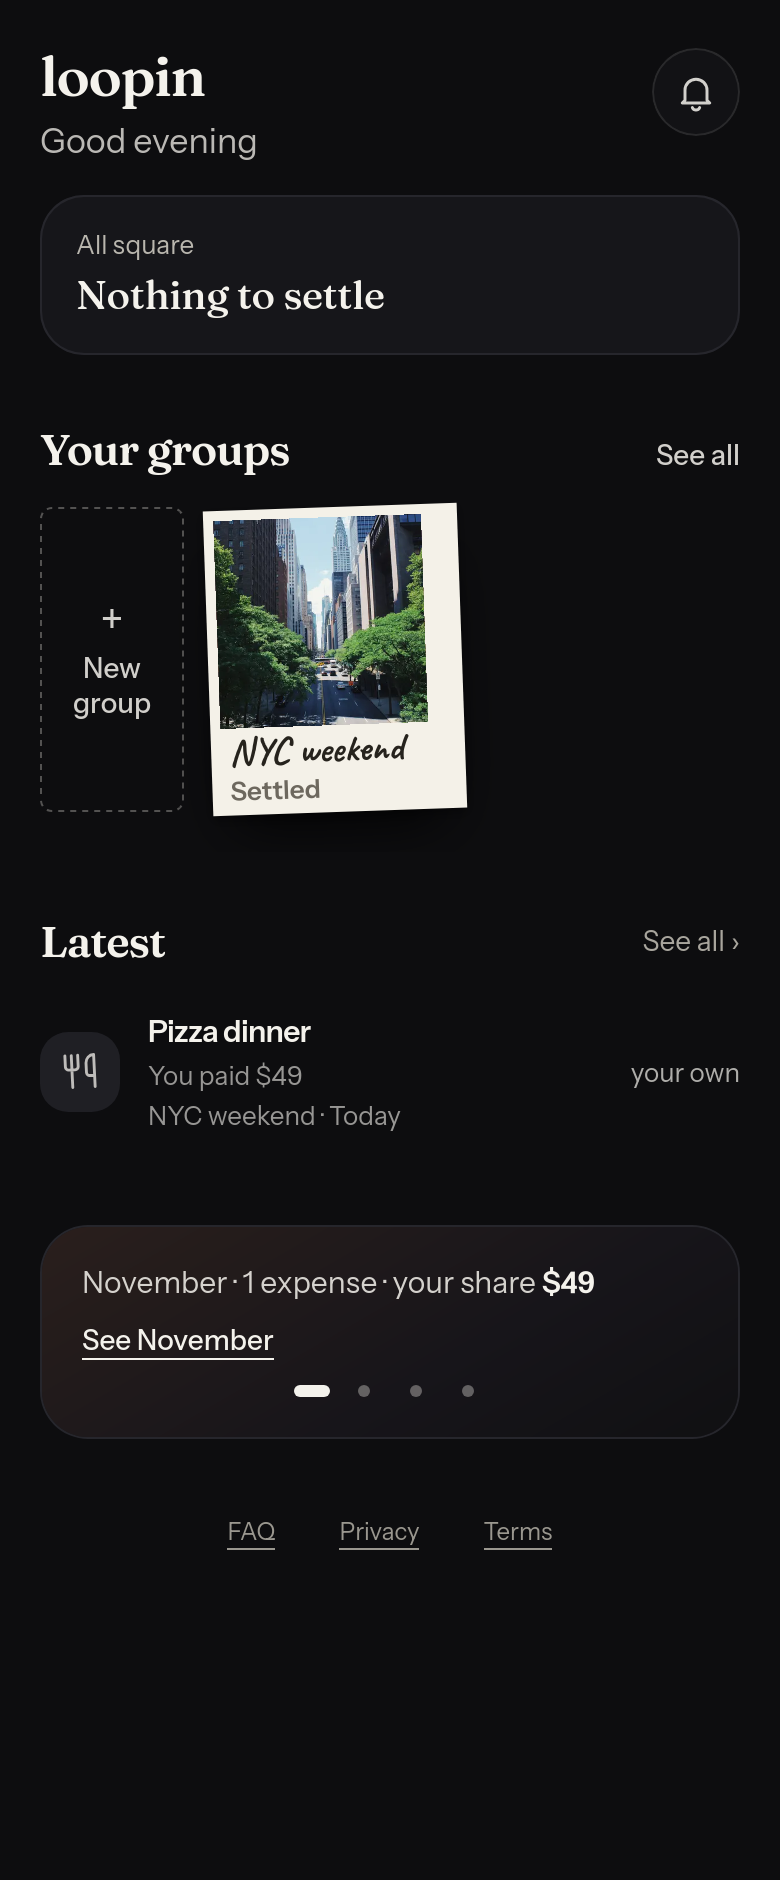 loopin
Good evening
All square
Nothing to settle
Your groups
See all
+
New
group
NYC weekend
Settled
Latest
See all ›
Pizza dinner
You paid $49
NYC weekend · Today
your own
November · 1 expense · your share $49
See November
FAQ
Privacy
Terms